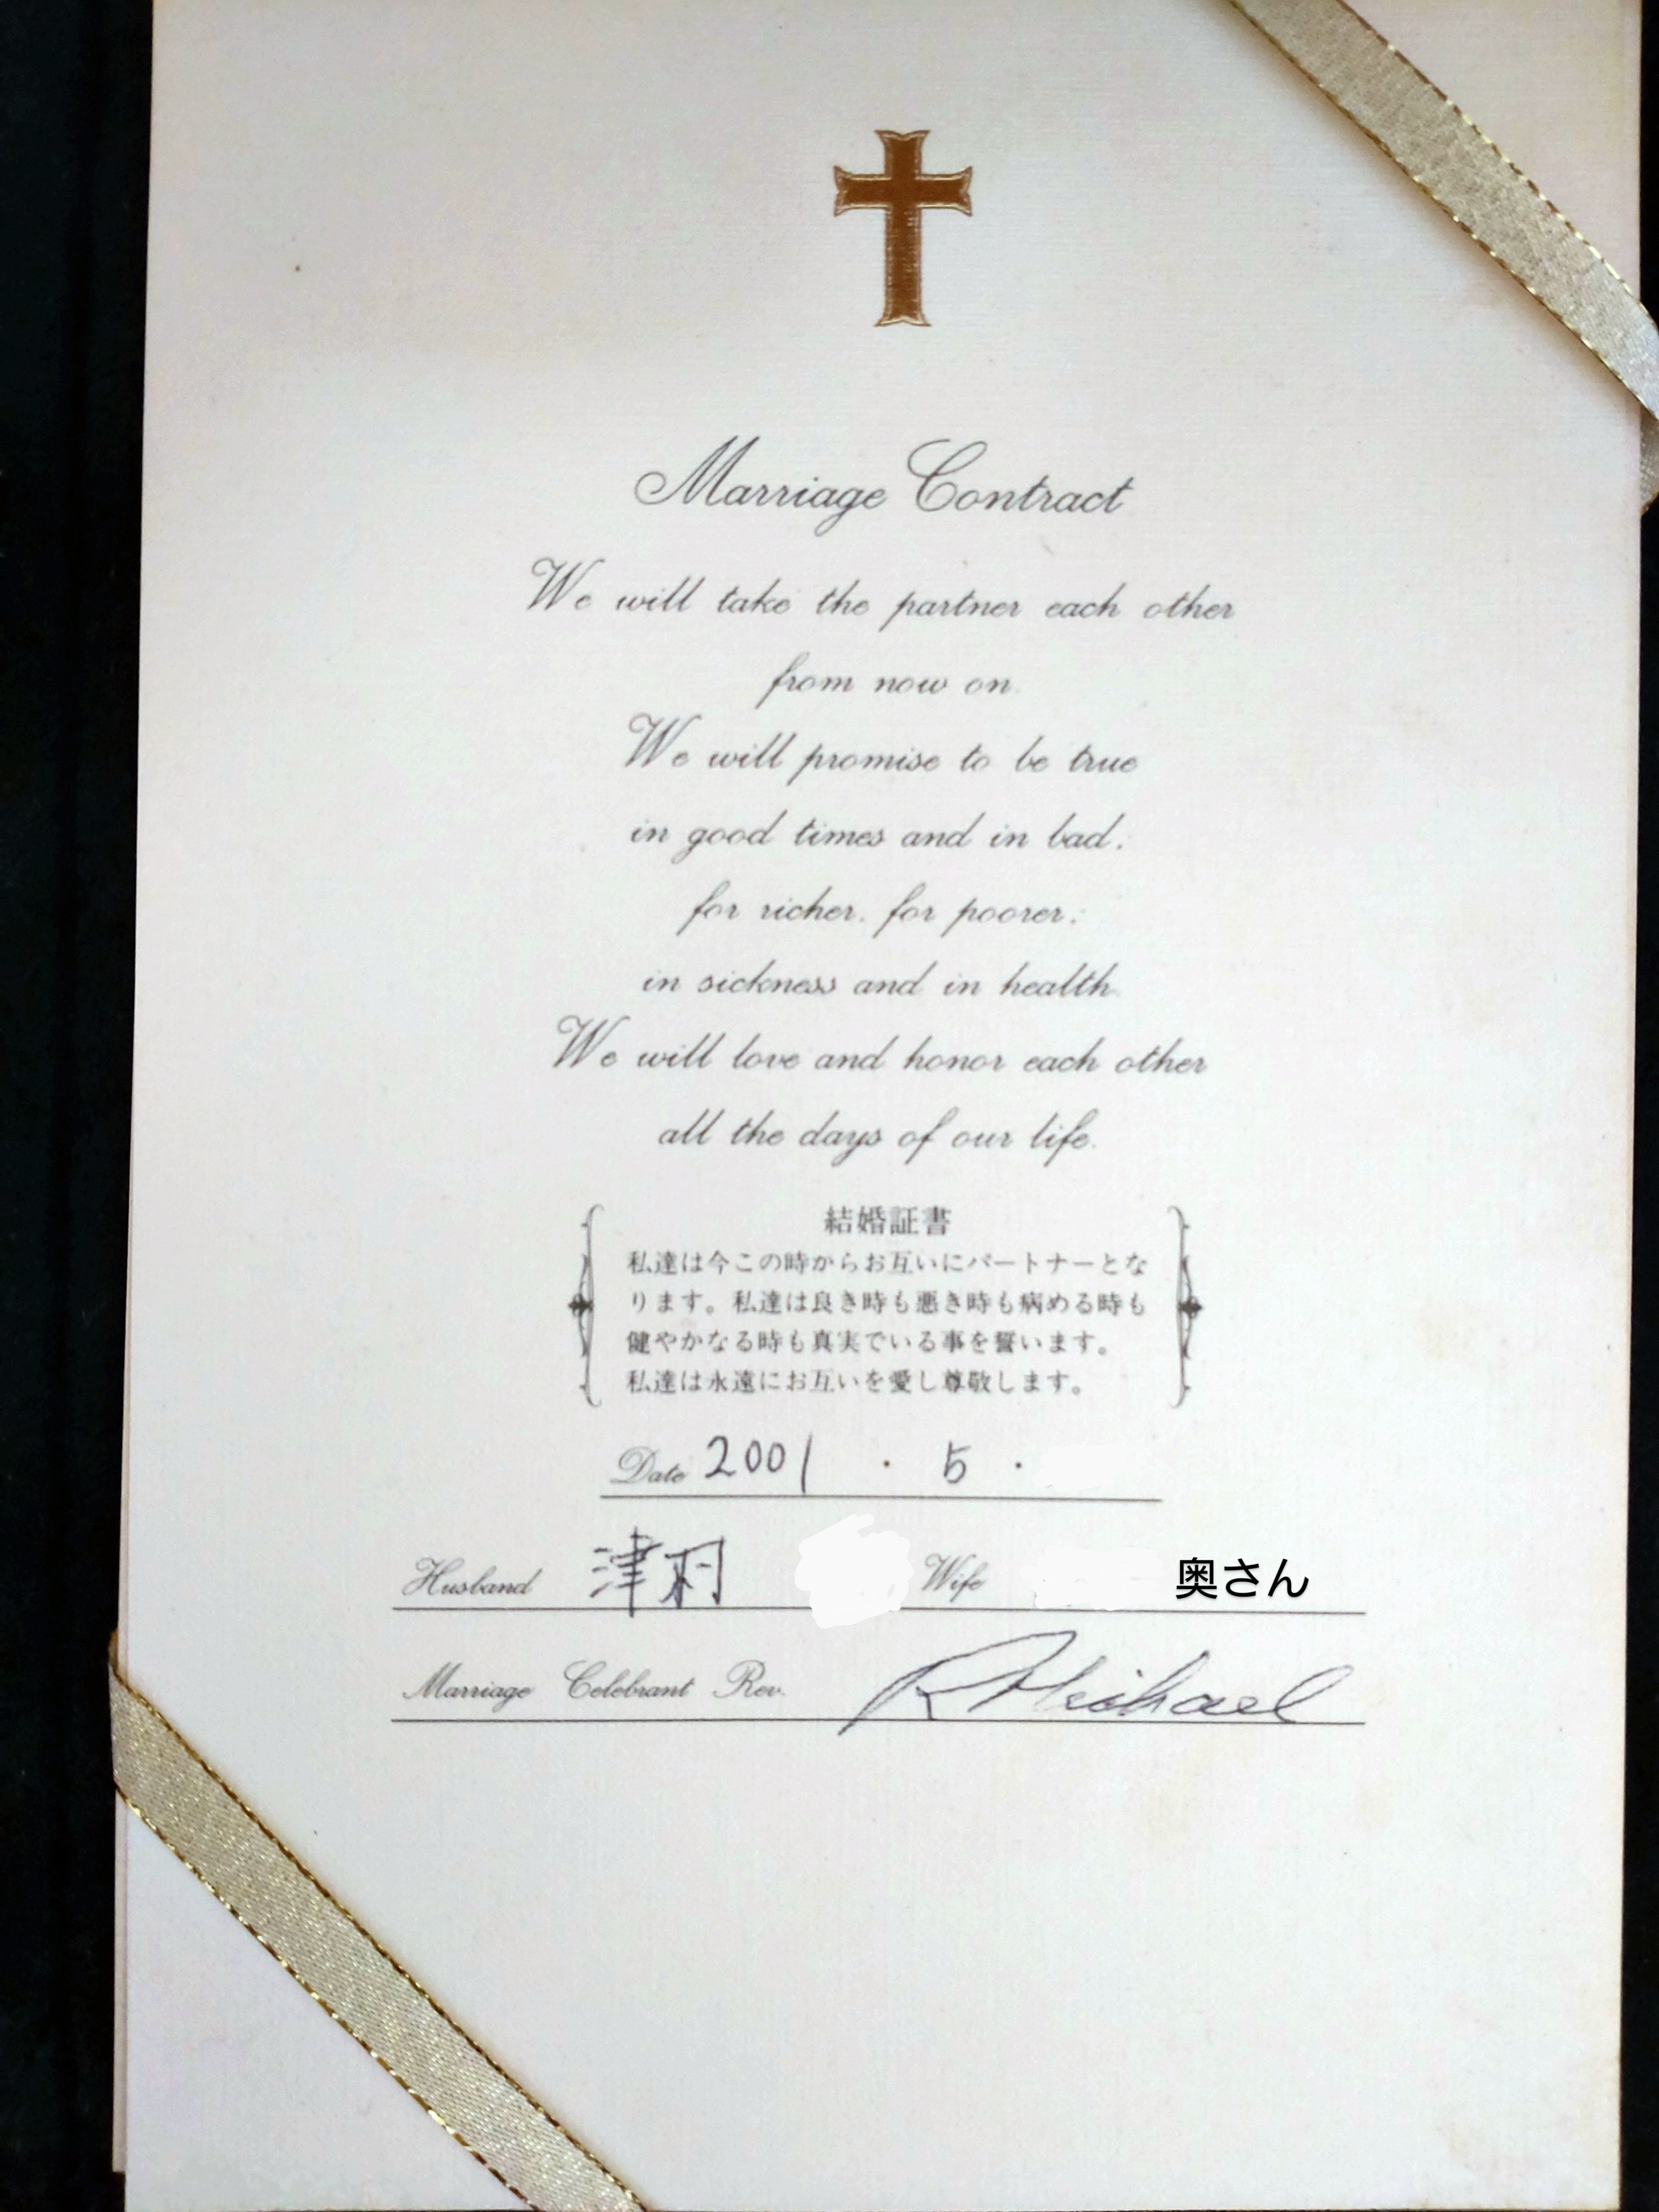 Marriage Contract
We will take the partner each other
from now on.
We will promise to be true
in good times and in bad:
for richer. for poorer:
in sickness and in health.
We will love and honor each other
all the days of our life.
結婚証書
私達は今この時からお互いにパートナーとな
ります。私達は良き時も悪き時も病める時も
健やかなる時も真実でいる事を誓います。
私達は永遠にお互いを愛し尊敬します。
Date 2001 . 5 .
Husband 津村 Wife 奥さん
Marriage Celebrant Rev. R Michael